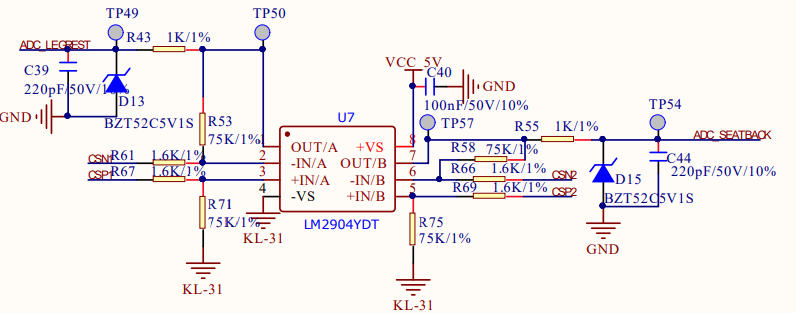 TP49
TP50
R43
1K/1%
ADC_LEGREST
C39
220pF/50V/10%
D13
BZT52C5V1S
GND
R53
75K/1%
CSN1
R61
1.6K/1%
CSP1
R67
1.6K/1%
R71
75K/1%
KL-31
U7
1
OUT/A
2
-IN/A
3
+IN/A
4
-VS
+VS
8
OUT/B
7
-IN/B
6
+IN/B
5
LM2904YDT
KL-31
VCC_5V
C40
GND
100nF/50V/10%
TP57
R55
1K/1%
R58
75K/1%
R66
1.6K/1%
CSN2
R69
1.6K/1%
CSP2
R75
75K/1%
KL-31
TP54
ADC_SEATBACK
C44
220pF/50V/10%
D15
BZT52C5V1S
GND